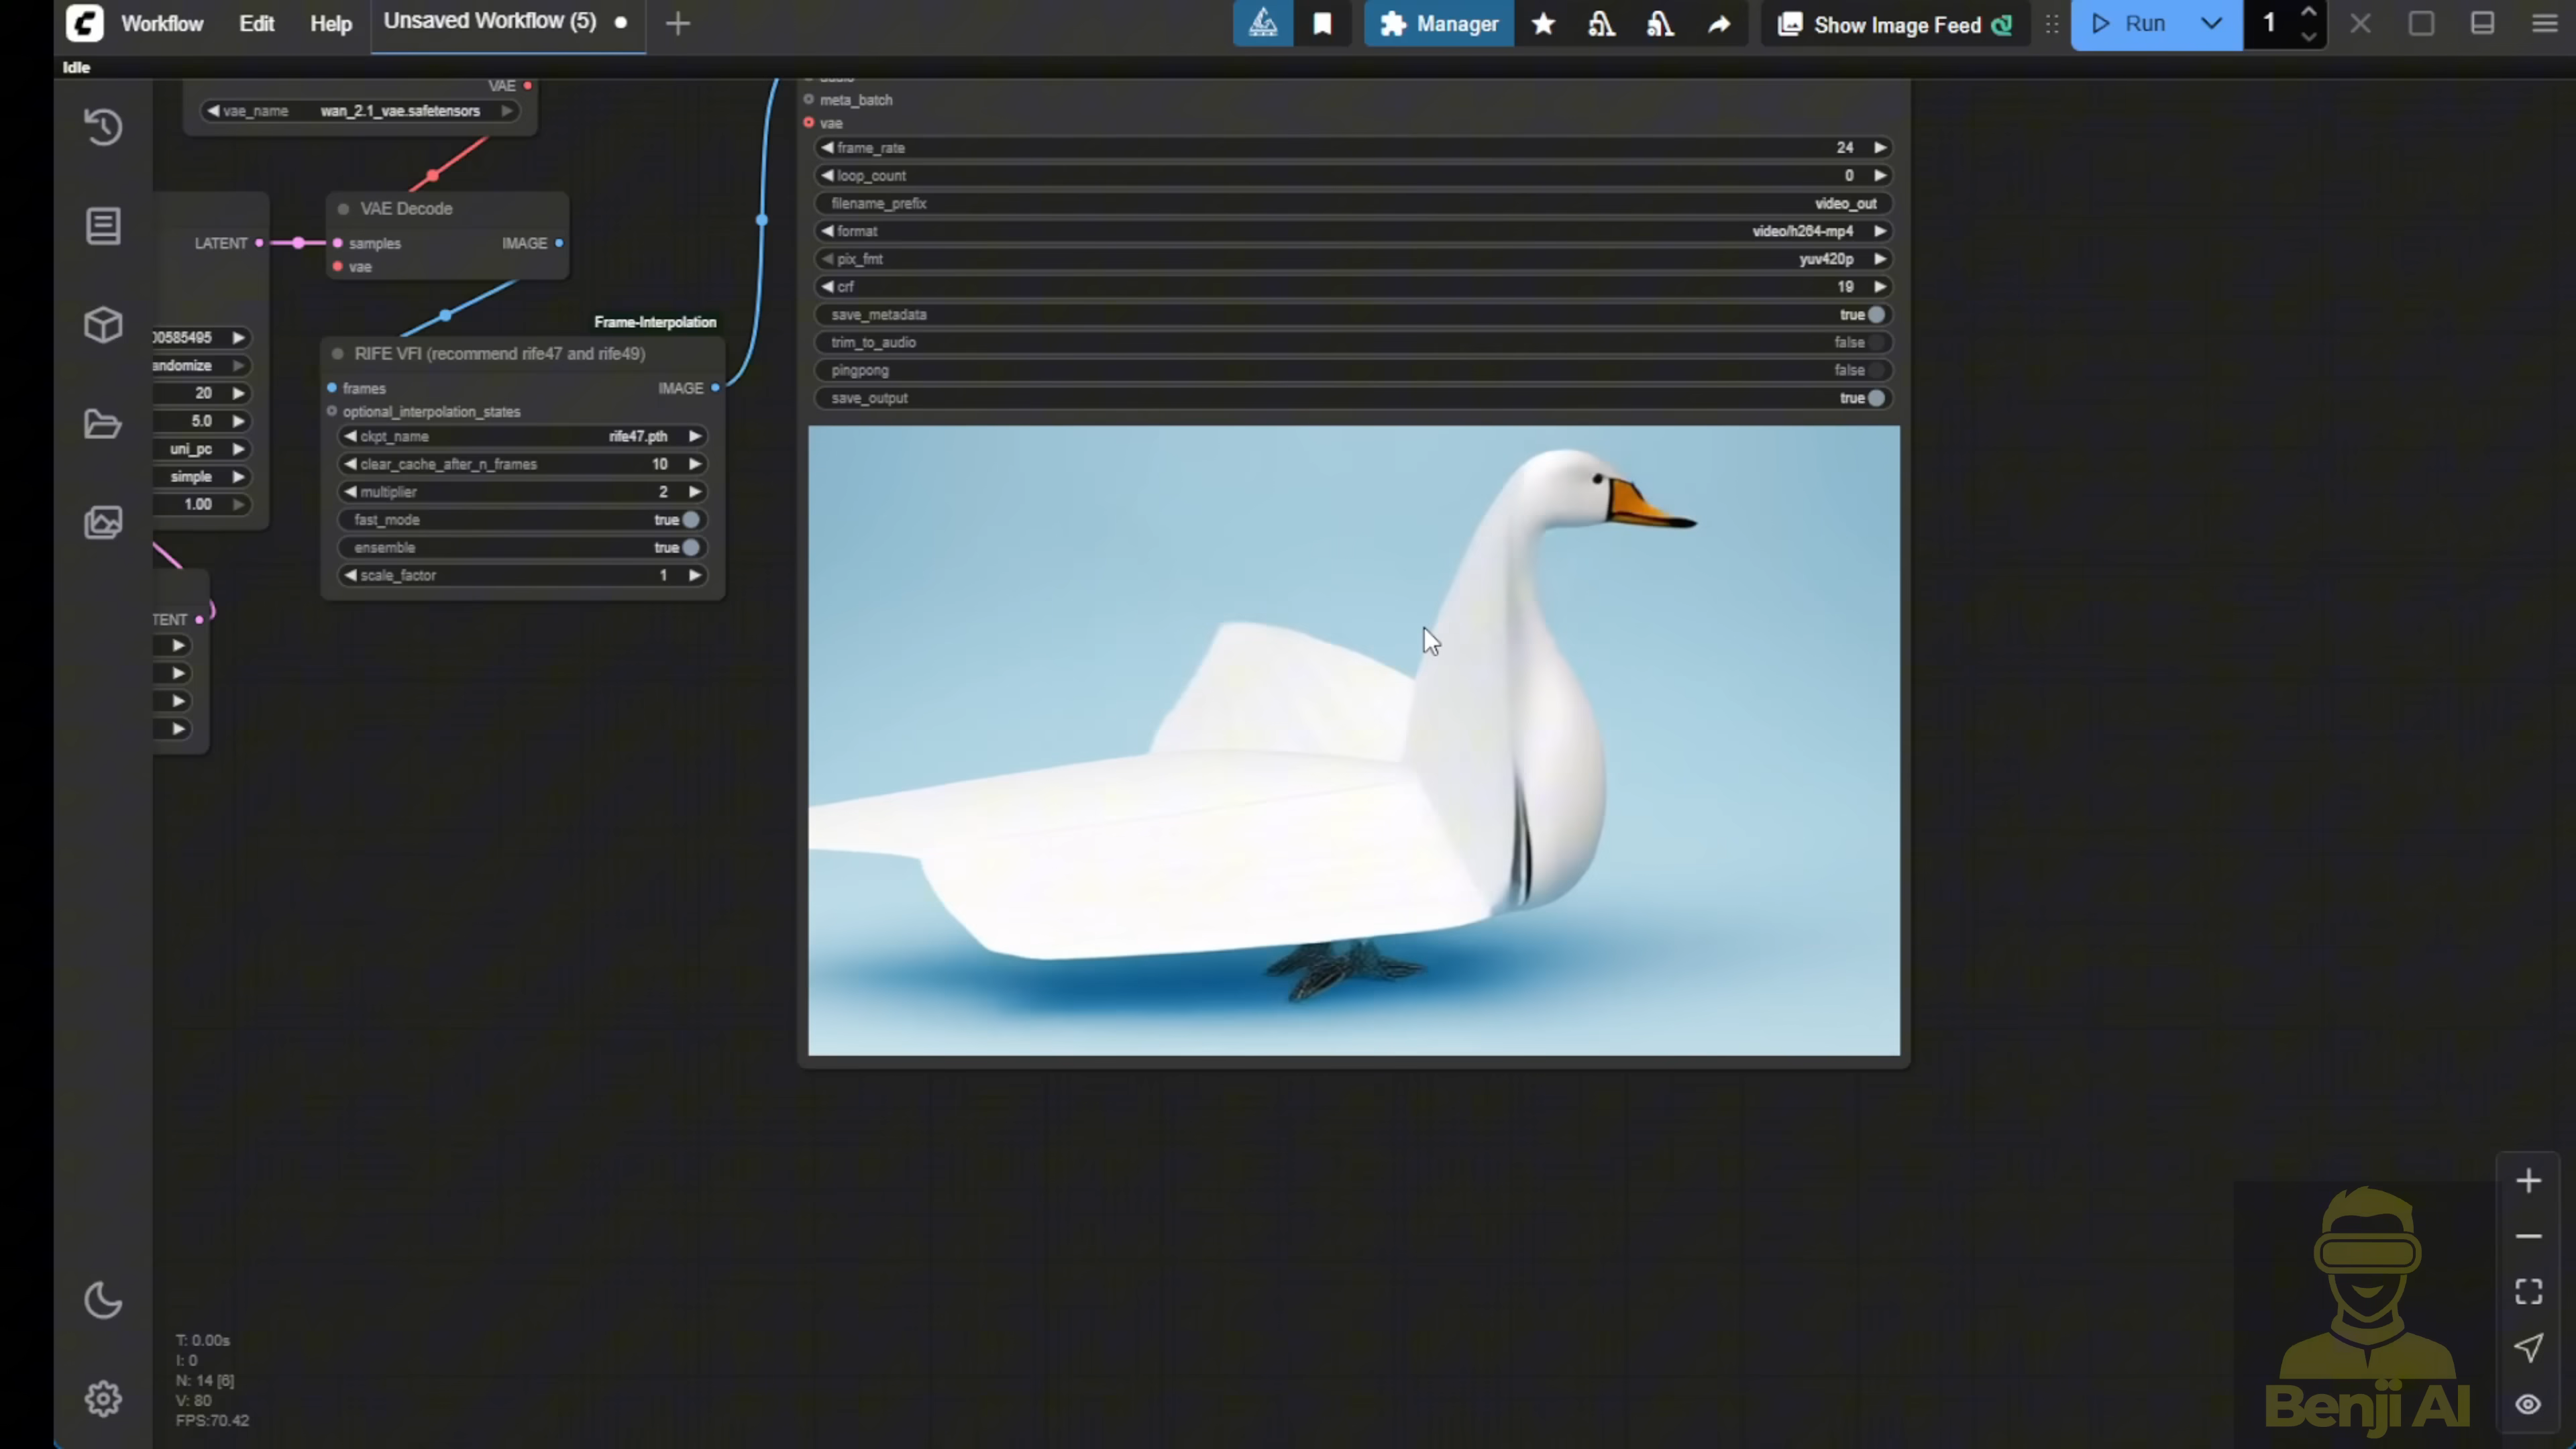 Workflow Edit Help Unsaved Workflow (5) Manager Show Image Feed Run 1
Idle
VAE
vae_name wan_2.1_vae.safetensors
VAE Decode
LATENT samples IMAGE
vae
Frame-Interpolation
RIFE VFI (recommend rife47 and rife49)
frames IMAGE
optional_interpolation_states
ckpt_name rife47.pth
clear_cache_after_n_frames 10
multiplier 2
fast_mode true
ensemble true
scale_factor 1
00585495
andomize
20
5.0
uni_pc
simple
1.00
TENT
meta_batch
vae
frame_rate 24
loop_count 0
filename_prefix video_out
format video/h264-mp4
pix_fmt yuv420p
crf 19
save_metadata true
trim_to_audio false
pingpong false
save_output true
T: 0.00s
I: 0
N: 14 [6]
V: 80
FPS:70.42
Benji AI